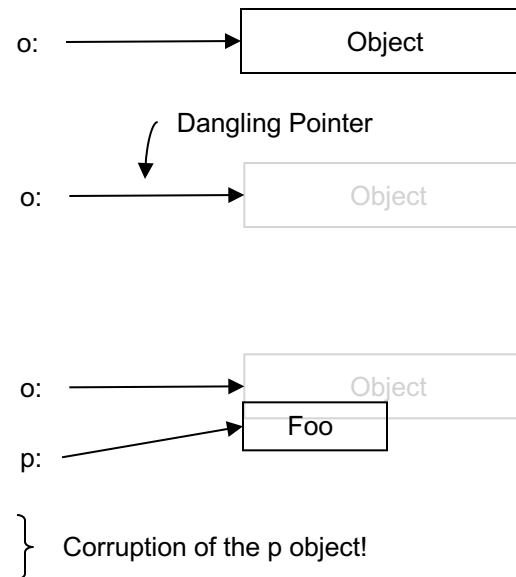 o: Object
Dangling Pointer
o: Object
o: Object
Foo
p:
Corruption of the p object!